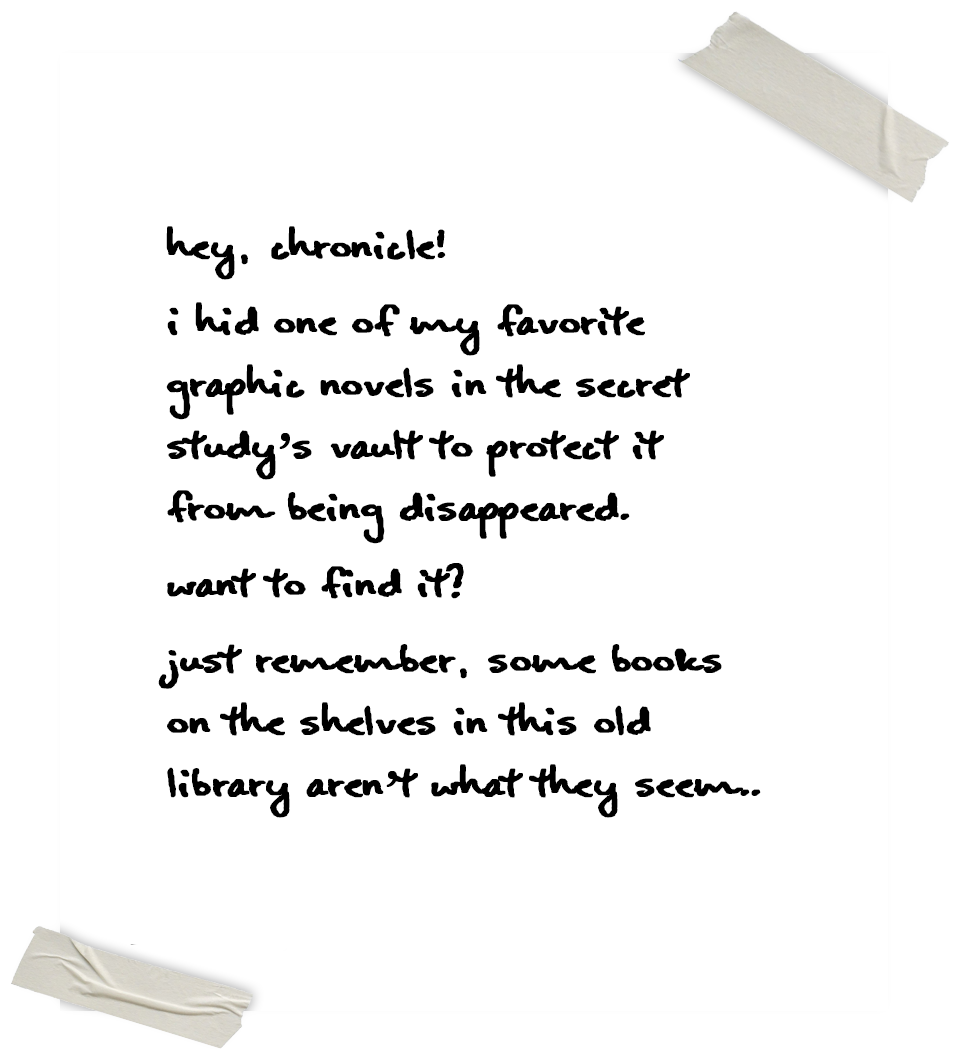 hey, chronicle!
i hid one of my favorite
graphic novels in the secret
study's vault to protect it
from being disappeared.
want to find it?
just remember, some books
on the shelves in this old
library aren't what they seem..